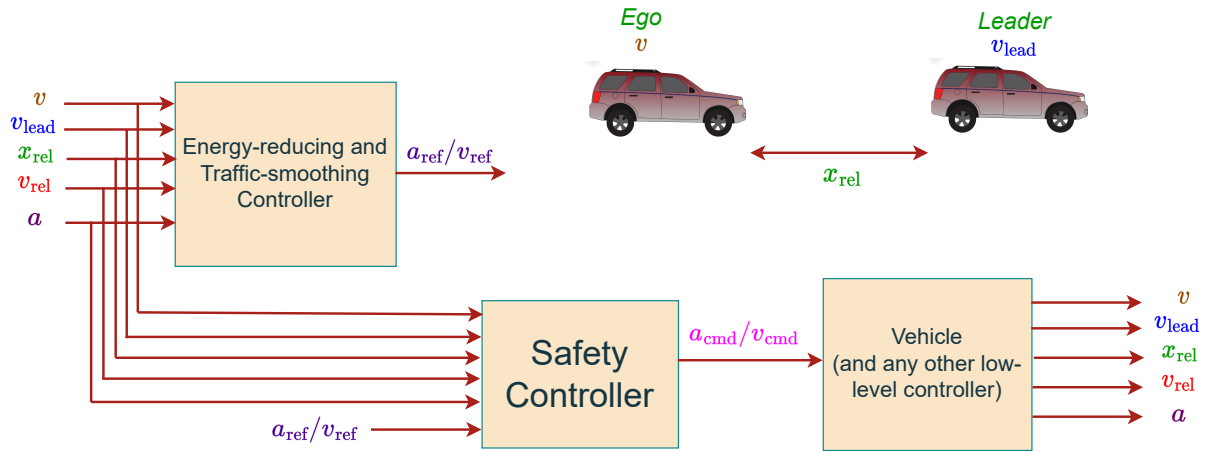 Ego
Leader
v
v_lead
v
v_lead
x_rel
v_rel
a
Energy-reducing and
Traffic-smoothing
Controller
a_ref/v_ref
x_rel
Safety
Controller
a_ref/v_ref
a_cmd/v_cmd
Vehicle
(and any other low-
level controller)
v
v_lead
x_rel
v_rel
a